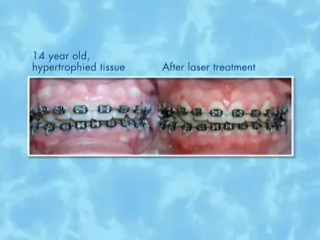 14 year old,
hypertrophied tissue
After laser treatment